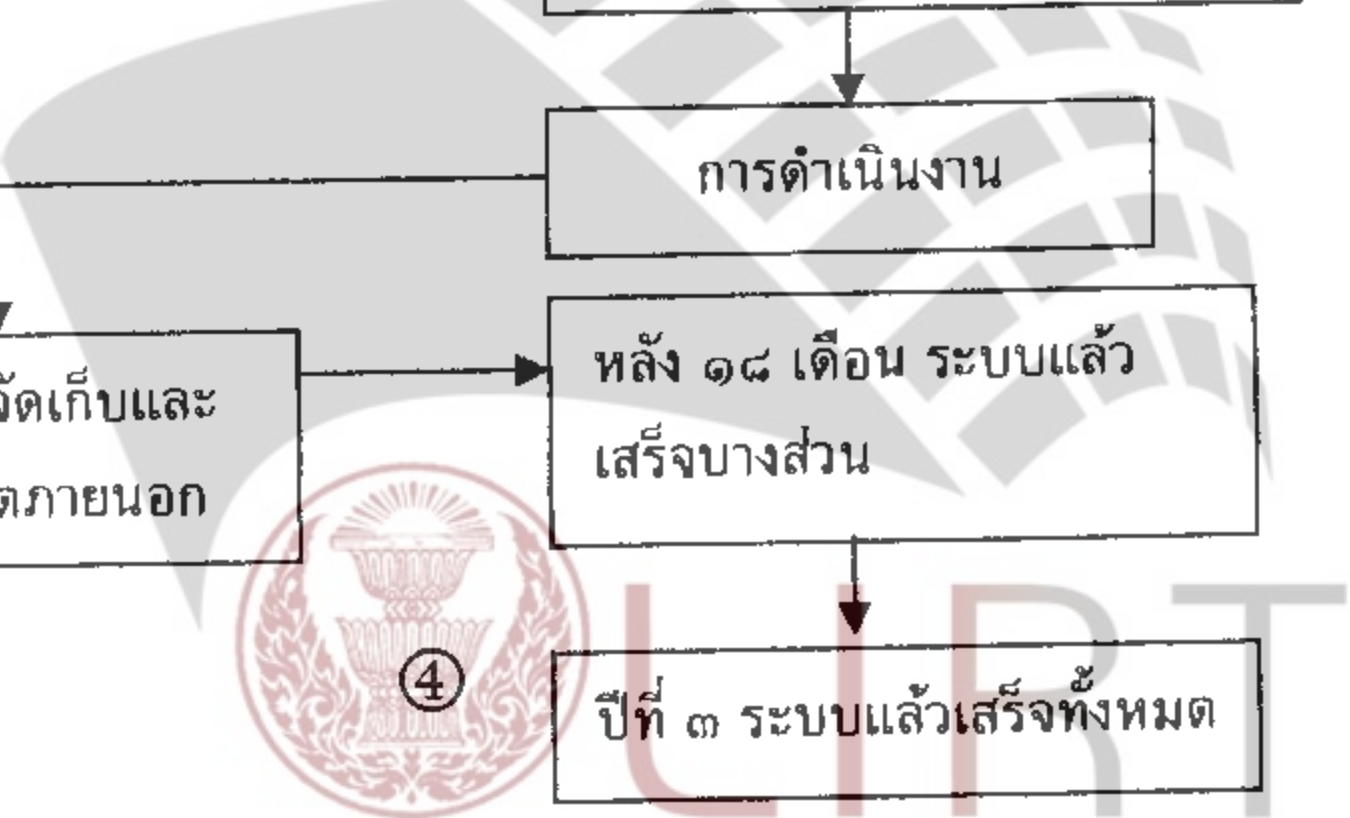 การดำเนินงาน
หลัง ๑๘ เดือน ระบบแล้ว
เสร็จบางส่วน
จัดเก็บและ
ภายนอก
④
ปีที่ ๓ ระบบแล้วเสร็จทั้งหมด
LIRT